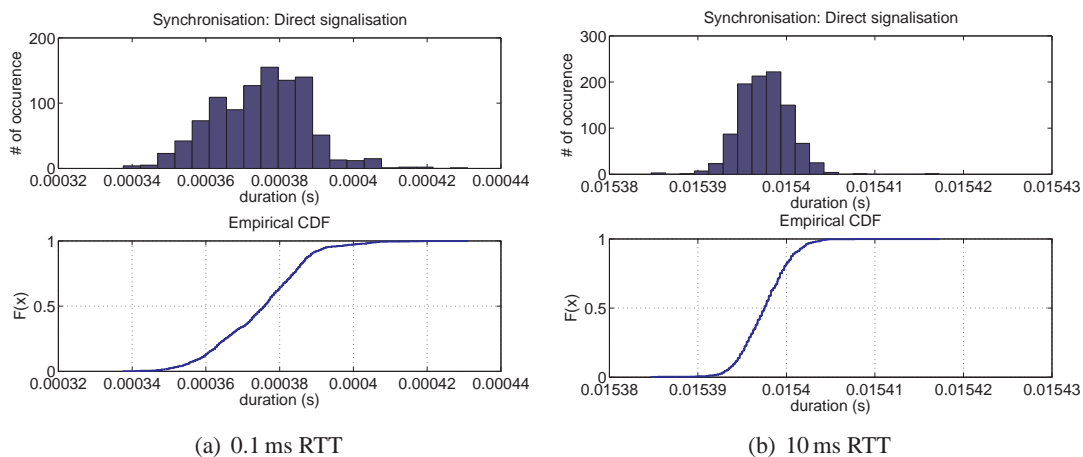 Synchronisation: Direct signalisation
200
100
0
# of occurence
0.00032 0.00034 0.00036 0.00038 0.0004 0.00042 0.00044
duration (s)
Empirical CDF
1
0.5
0
F(x)
0.00032 0.00034 0.00036 0.00038 0.0004 0.00042 0.00044
duration (s)
(a) 0.1 ms RTT
Synchronisation: Direct signalisation
300
200
100
0
# of occurence
0.01538 0.01539 0.0154 0.01541 0.01542 0.01543
duration (s)
Empirical CDF
1
0.5
0
F(x)
0.01538 0.01539 0.0154 0.01541 0.01542 0.01543
duration (s)
(b) 10 ms RTT